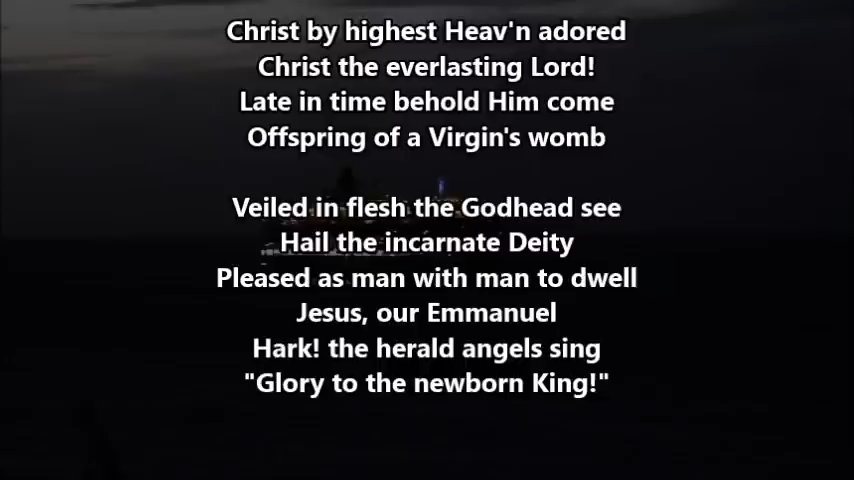 Christ by highest Heav'n adored
Christ the everlasting Lord!
Late in time behold Him come
Offspring of a Virgin's womb
Veiled in flesh the Godhead see
Hail the incarnate Deity
Pleased as man with man to dwell
Jesus, our Emmanuel
Hark! the herald angels sing
"Glory to the newborn King!"